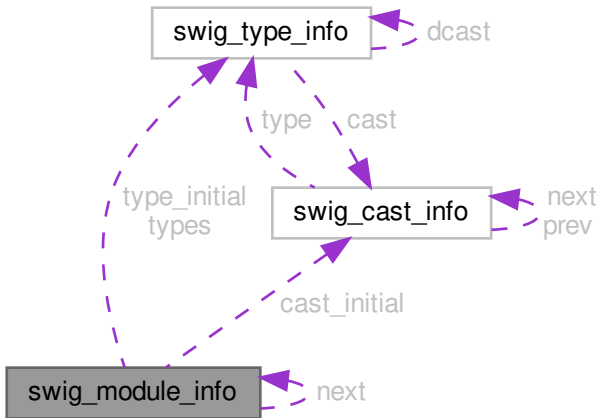 swig_type_info
dcast
type
cast
type_initial
types
swig_cast_info
next
prev
cast_initial
swig_module_info
next